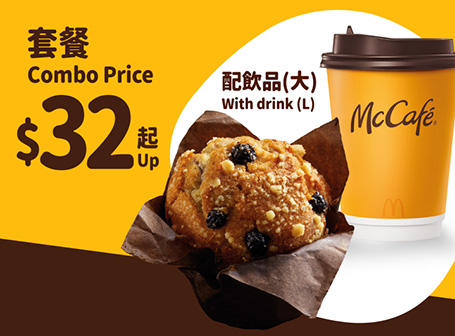 套餐
Combo Price
$32起
Up
配飲品(大)
With drink (L)
McCafé®